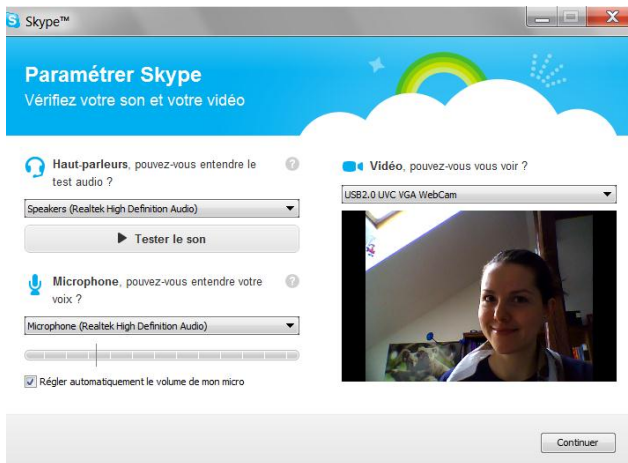 Skype™
Paramétrer Skype
Vérifiez votre son et votre vidéo
Haut-parleurs, pouvez-vous entendre le
test audio ?
?
Speakers (Realtek High Definition Audio)
Tester le son
Microphone, pouvez-vous entendre votre
voix ?
?
Microphone (Realtek High Definition Audio)
Régler automatiquement le volume de mon micro
Vidéo, pouvez-vous vous voir ?
USB2.0 UVC VGA WebCam
Continuer